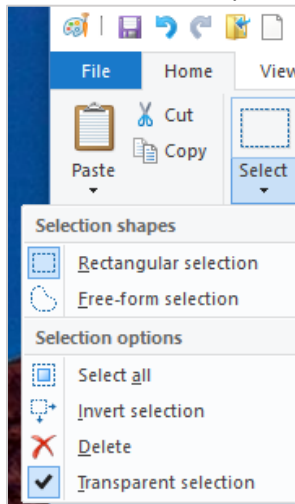 File Home View
Cut
Copy
Paste
Select
Selection shapes
Rectangular selection
Free-form selection
Selection options
Select all
Invert selection
Delete
Transparent selection